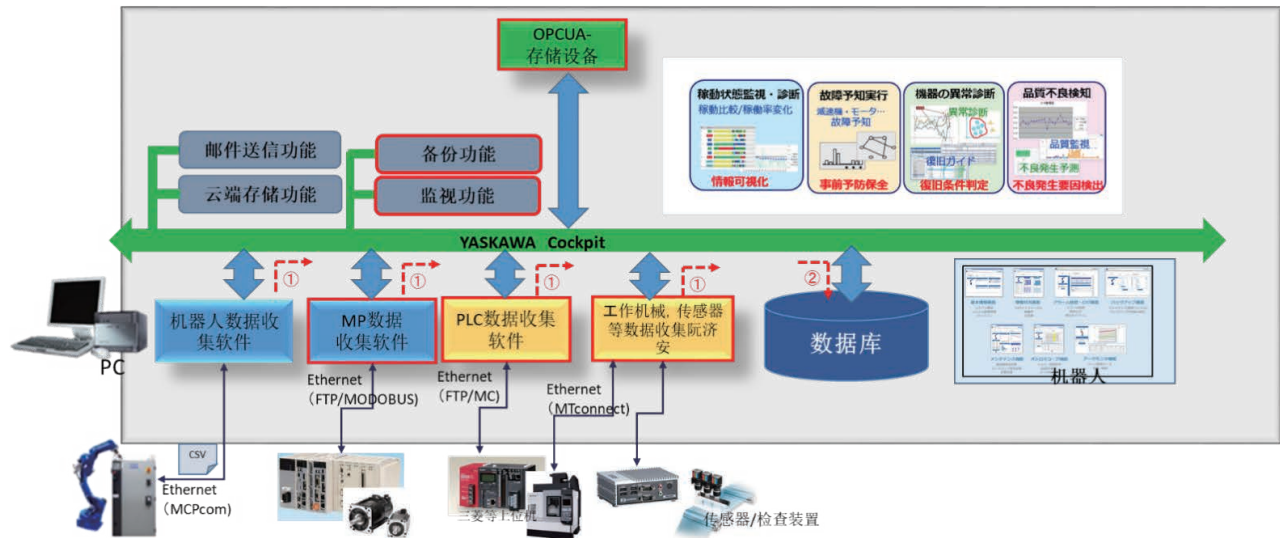 OPCUA-
存储设备
稼動状態監視・診断
稼動比較/稼働率変化
情報可視化
故障予知実行
減速機・モータ…
故障予知
事前予防保全
機器の異常診断
異常診断
復旧ガイド
復旧条件判定
品質不良検知
品質監視
不良発生予測
不良発生要因検出
邮件送信功能
备份功能
云端存储功能
监视功能
YASKAWA Cockpit
①
①
①
①
②
机器人数据收
集软件
MP数据
收集软件
PLC数据收集
软件
工作机械,传感器
等数据收集阮济
安
数据库
PC
机器人
Ethernet
（FTP/MODOBUS)
Ethernet
（FTP/MC)
Ethernet
（MTconnect)
CSV
Ethernet
（MCPcom)
三菱等上位机
传感器/检查装置